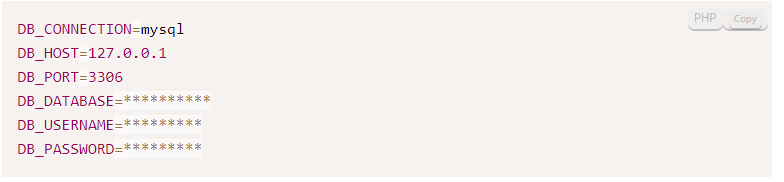 PHP Copy
DB_CONNECTION=mysql
DB_HOST=127.0.0.1
DB_PORT=3306
DB_DATABASE=**********
DB_USERNAME=*********
DB_PASSWORD=*********